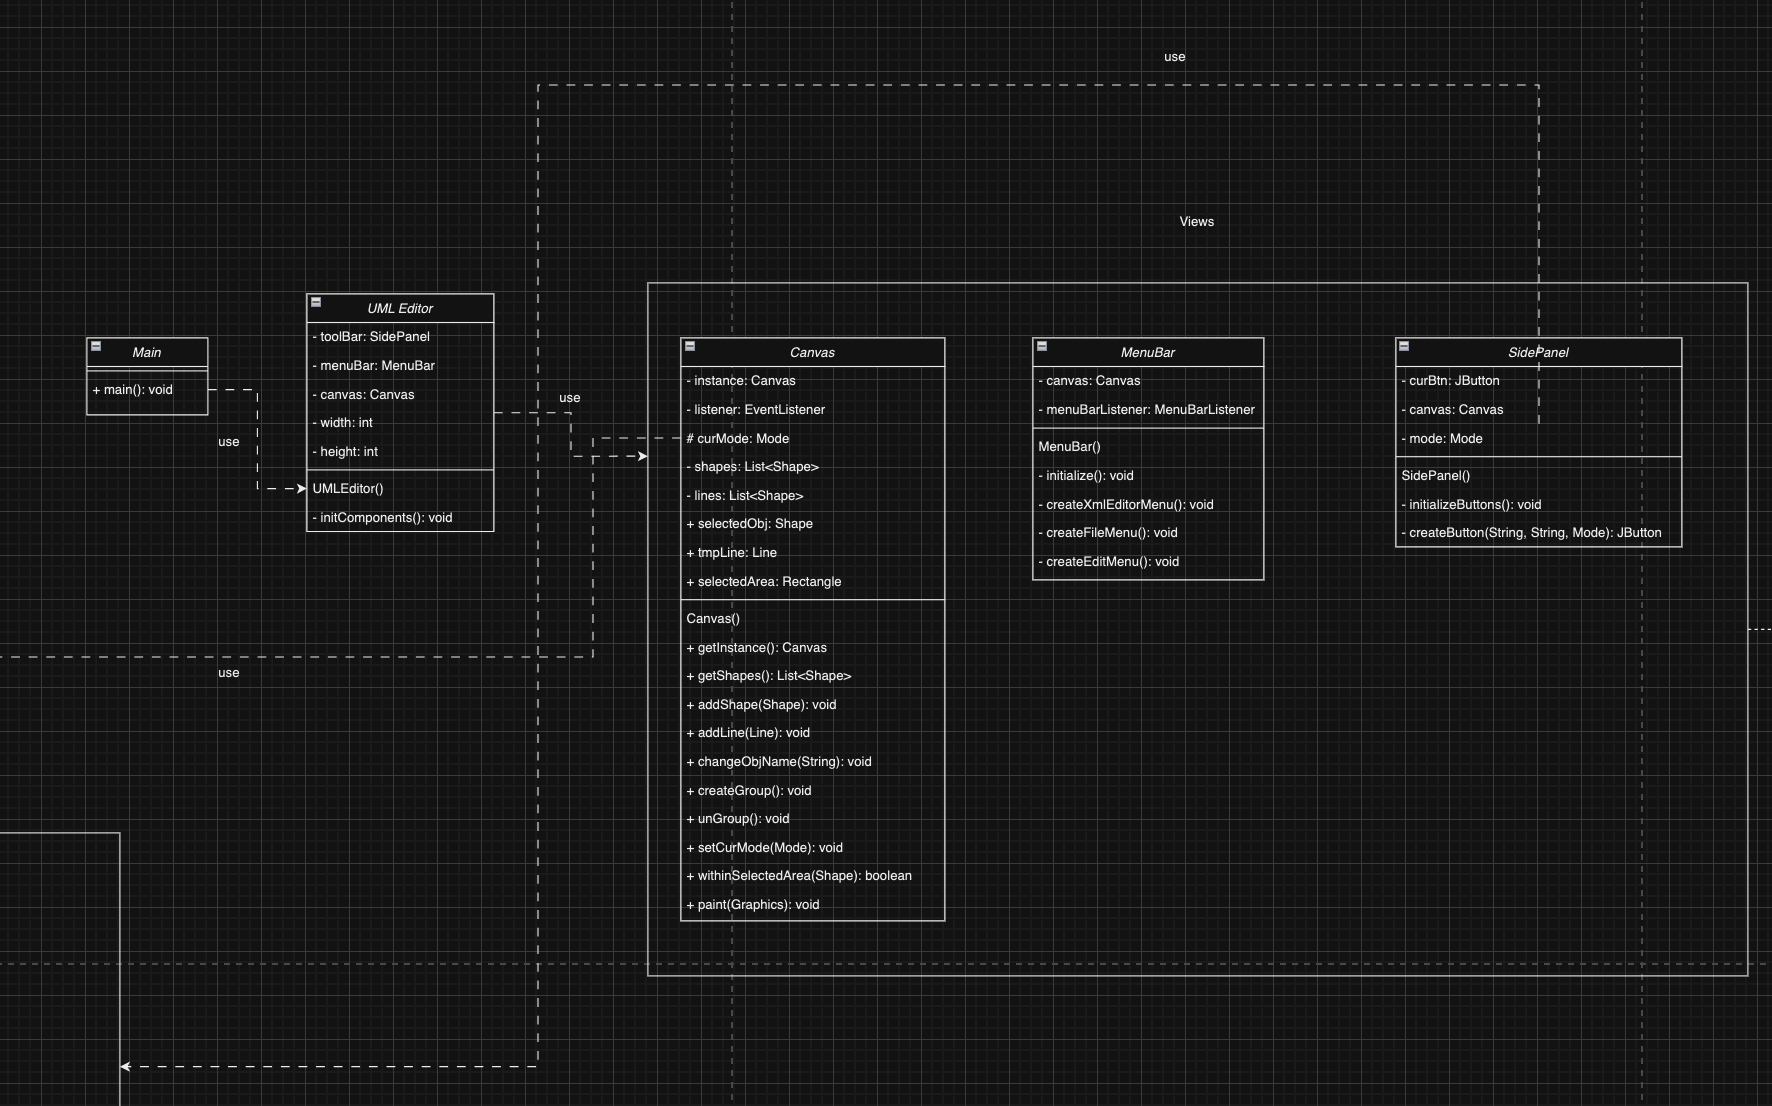 use
Views
Main
+ main(): void
use
UML Editor
- toolBar: SidePanel
- menuBar: MenuBar
- canvas: Canvas
- width: int
- height: int
UMLEditor()
- initComponents(): void
use
use
Canvas
- instance: Canvas
- listener: EventListener
# curMode: Mode
- shapes: List<Shape>
- lines: List<Shape>
+ selectedObj: Shape
+ tmpLine: Line
+ selectedArea: Rectangle
Canvas()
+ getInstance(): Canvas
+ getShapes(): List<Shape>
+ addShape(Shape): void
+ addLine(Line): void
+ changeObjName(String): void
+ createGroup(): void
+ unGroup(): void
+ setCurMode(Mode): void
+ withinSelectedArea(Shape): boolean
+ paint(Graphics): void
MenuBar
- canvas: Canvas
- menuBarListener: MenuBarListener
MenuBar()
- initialize(): void
- createXmlEditorMenu(): void
- createFileMenu(): void
- createEditMenu(): void
SidePanel
- curBtn: JButton
- canvas: Canvas
- mode: Mode
SidePanel()
- initializeButtons(): void
- createButton(String, String, Mode): JButton